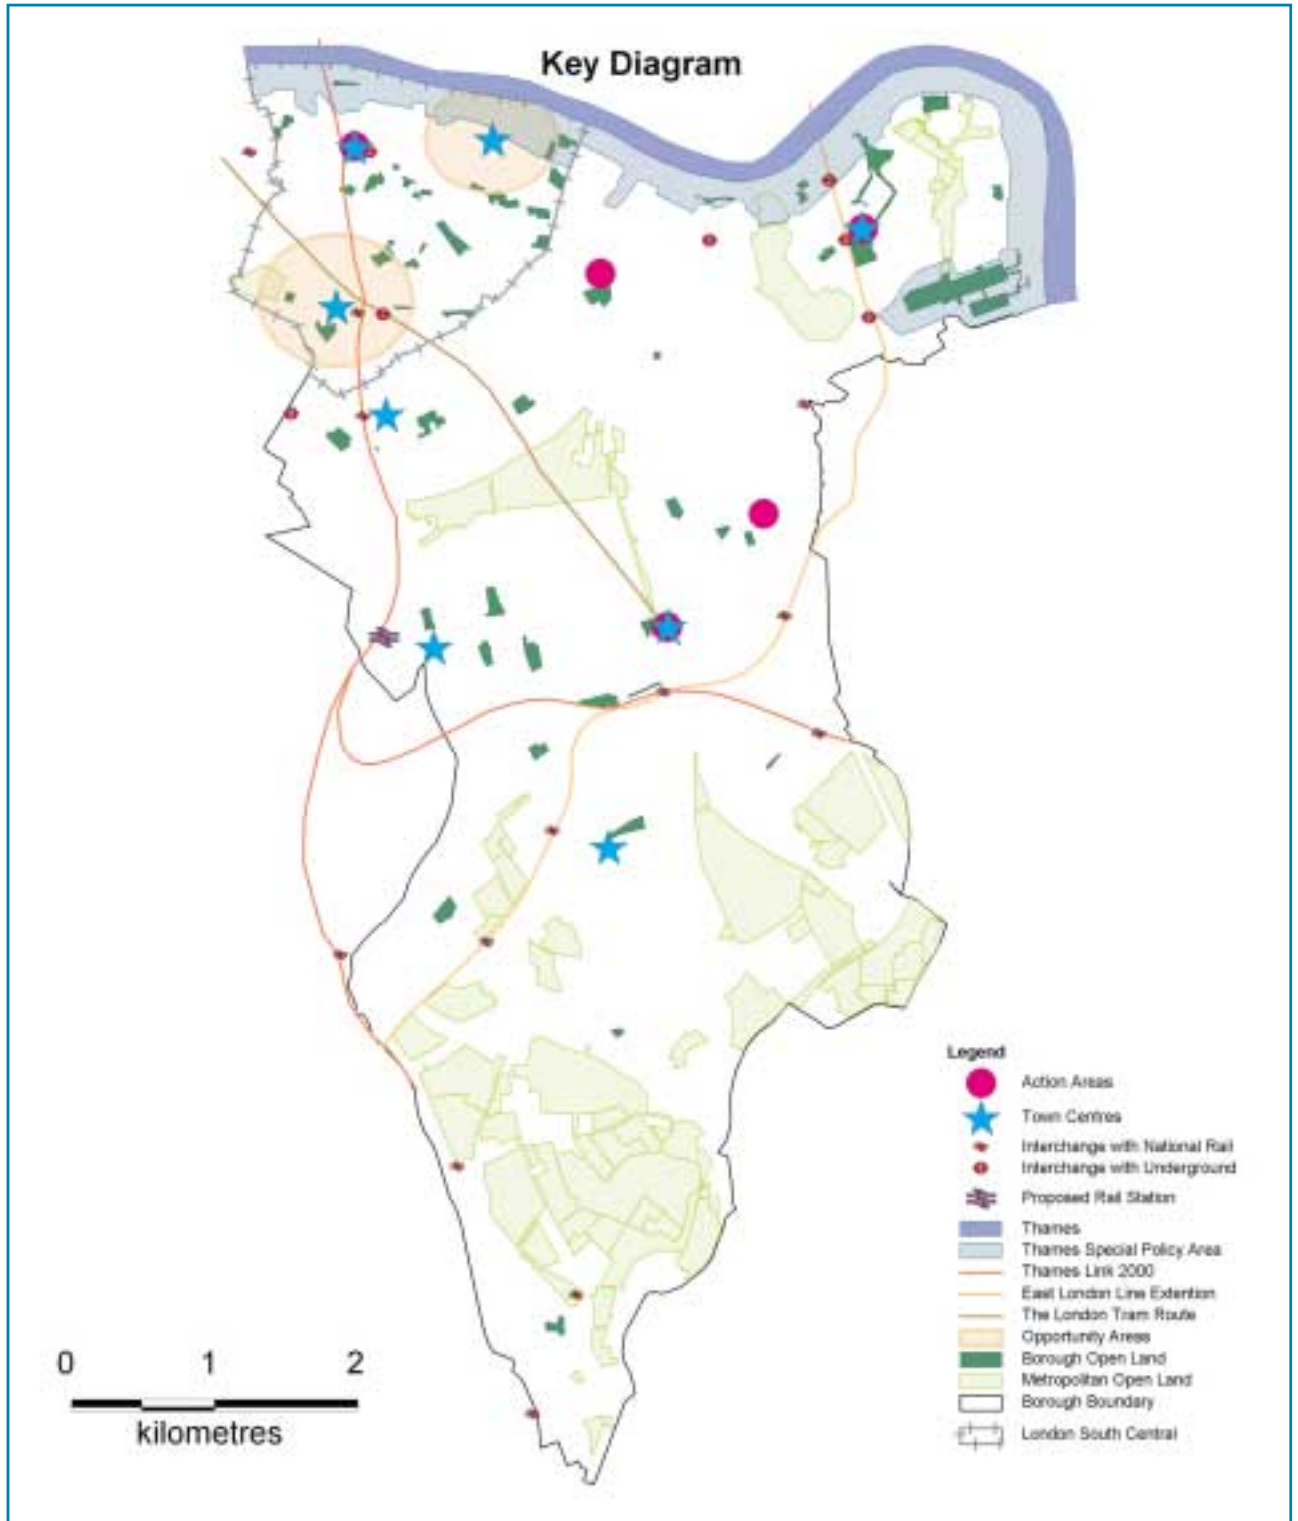 Key Diagram
Legend
Action Areas
Town Centres
Interchange with National Rail
Interchange with Underground
Proposed Rail Station
Thames
Thames Special Policy Area
Thames Link 2000
East London Line Extention
The London Tram Route
Opportunity Areas
Borough Open Land
Metropolitan Open Land
Borough Boundary
London South Central
0 1 2
kilometres